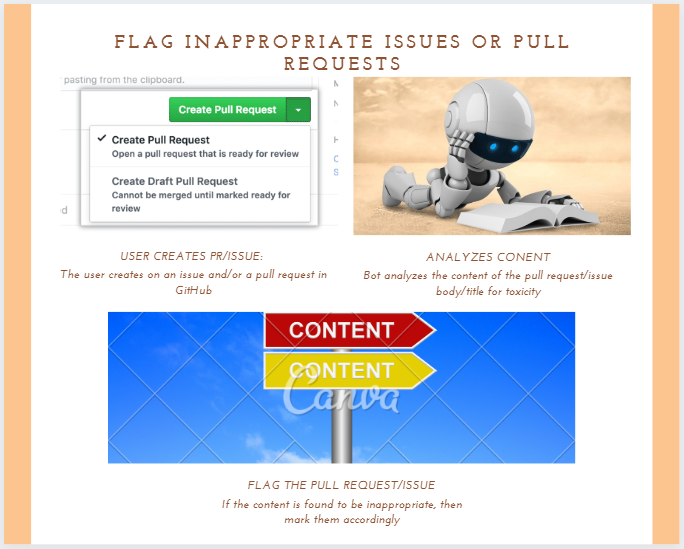 FLAG INAPPROPRIATE ISSUES OR PULL
REQUESTS
pasting from the clipboard.
Create Pull Request
Create Pull Request
Open a pull request that is ready for review
Create Draft Pull Request
Cannot be merged until marked ready for
review
ed
USER CREATES PR/ISSUE:
The user creates on an issue and/or a pull request in
GitHub
ANALYZES CONENT
Bot analyzes the content of the pull request/issue
body/title for toxicity
CONTENT
CONTENT
Canva
FLAG THE PULL REQUEST/ISSUE
If the content is found to be inappropriate, then
mark them accordingly